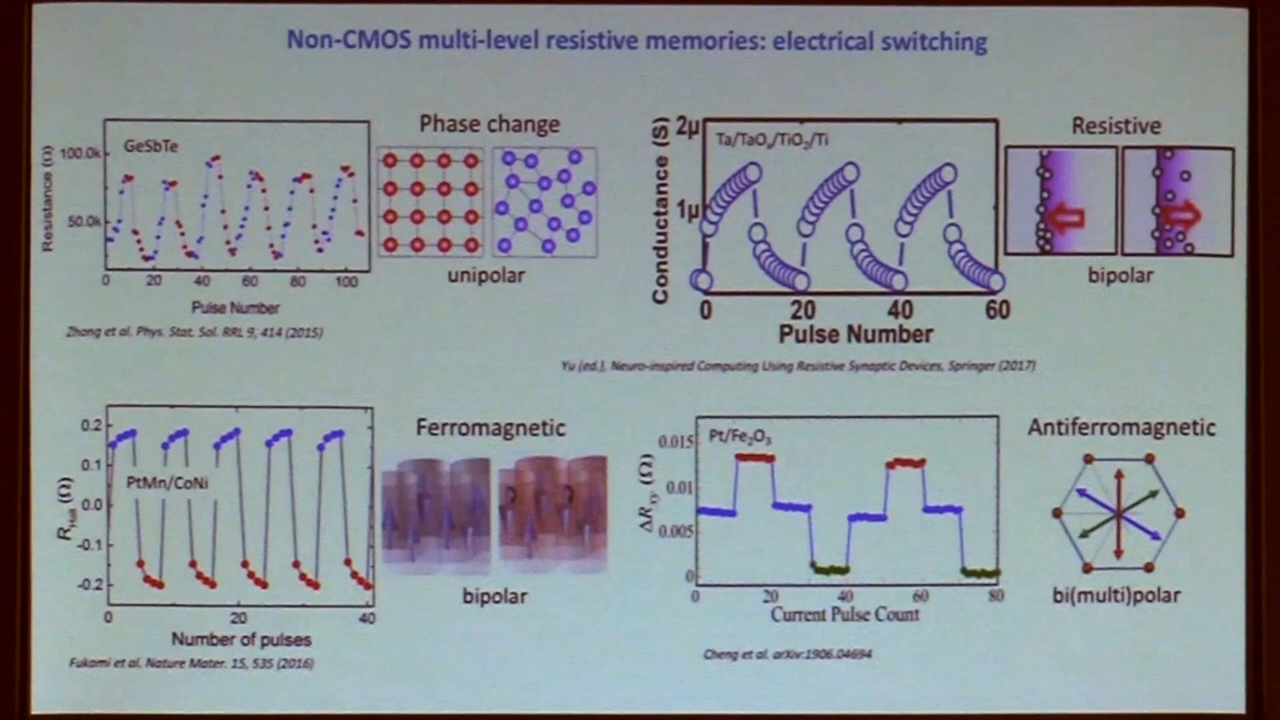 Non-CMOS multi-level resistive memories: electrical switching
Phase change
GeSbTe
Resistance (Ω)
100.0k
50.0k
0 20 40 60 80 100
Pulse Number
unipolar
Zhang et al. Phys. Stat. Sol. RRL 9, 414 (2015)
Resistive
Ta/TaOₓ/TiO₂/Ti
Conductance (S)
2μ
1μ
0 20 40 60
Pulse Number
bipolar
Yu (ed.), Neuro-inspired Computing Using Resistive Synaptic Devices, Springer (2017)
Ferromagnetic
PtMn/CoNi
R_Hall (Ω)
0.2
0.1
0.0
-0.1
-0.2
0 20 40
Number of pulses
bipolar
Fukami et al. Nature Mater. 15, 535 (2016)
Antiferromagnetic
Pt/Fe₂O₃
ΔR_xy (Ω)
0.015
0.01
0.005
0
0 20 40 60 80
Current Pulse Count
bi(multi)polar
Cheng et al. arXiv:1906.04694